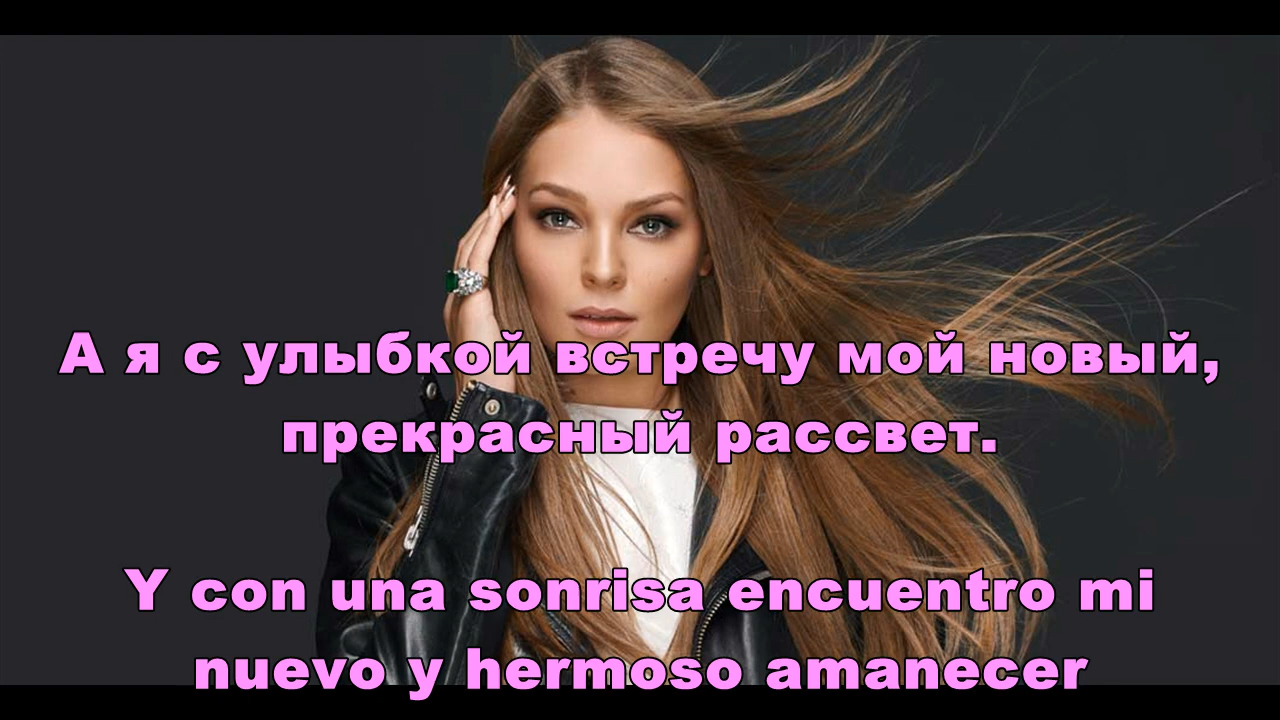 А я с улыбкой встречу мой новый,
прекрасный рассвет.
Y con una sonrisa encuentro mi
nuevo y hermoso amanecer